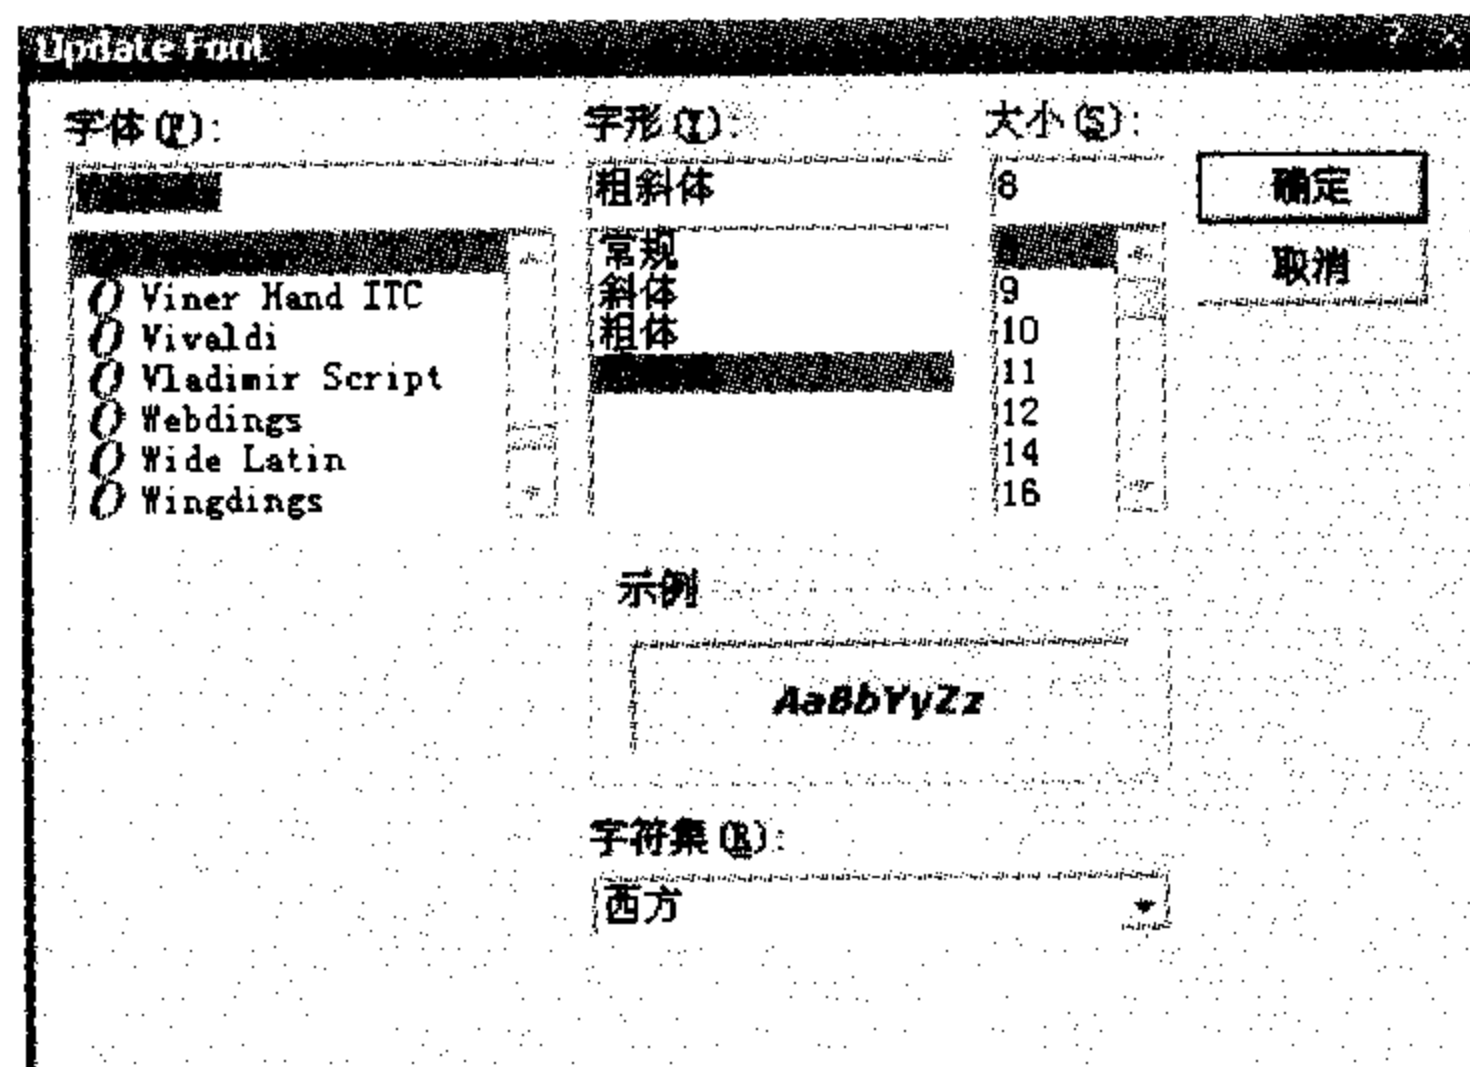 Update Font
字体(F):
字形(Y):
大小(S):
粗斜体
8
确定
取消
Viner Hand ITC
Vivaldi
Vladimir Script
Webdings
Wide Latin
Wingdings
常规
斜体
粗体
9
10
11
12
14
16
示例
AaBbYyZz
字符集(R):
西方